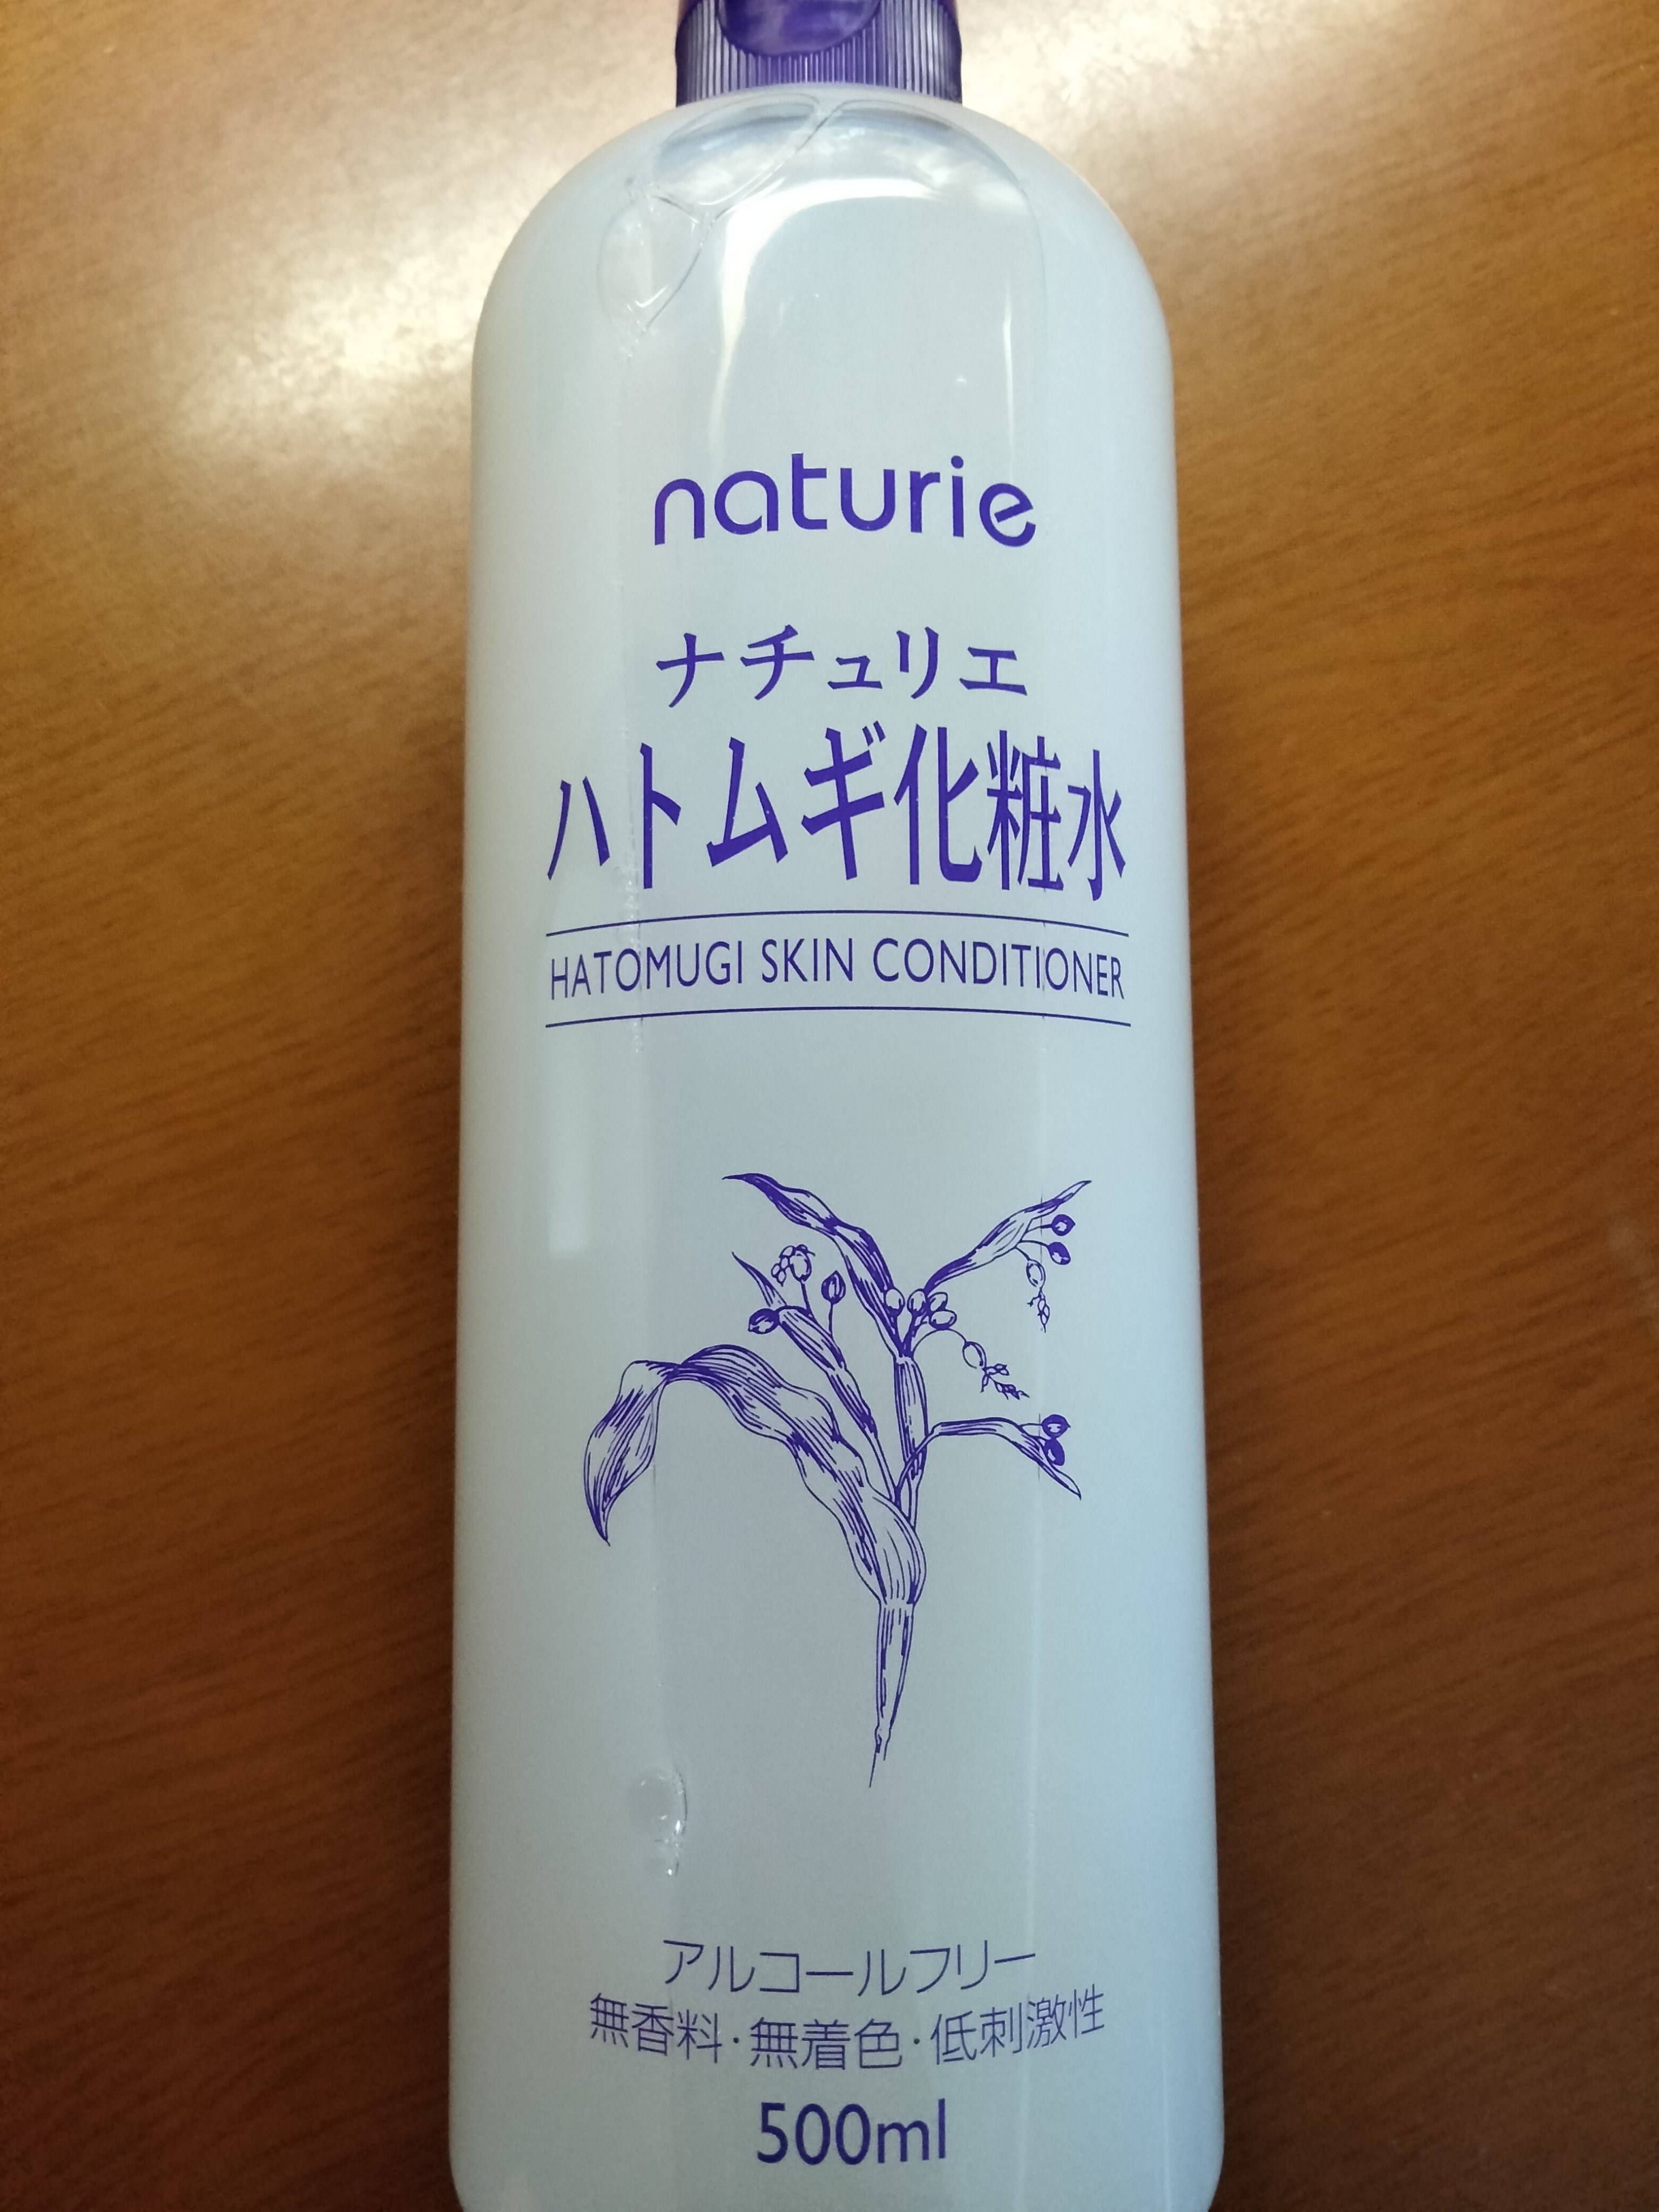 naturie
ナチュリエ
ハトムギ化粧水
HATOMUGI SKIN CONDITIONER
アルコールフリー
無香料・無着色・低刺激性
500ml